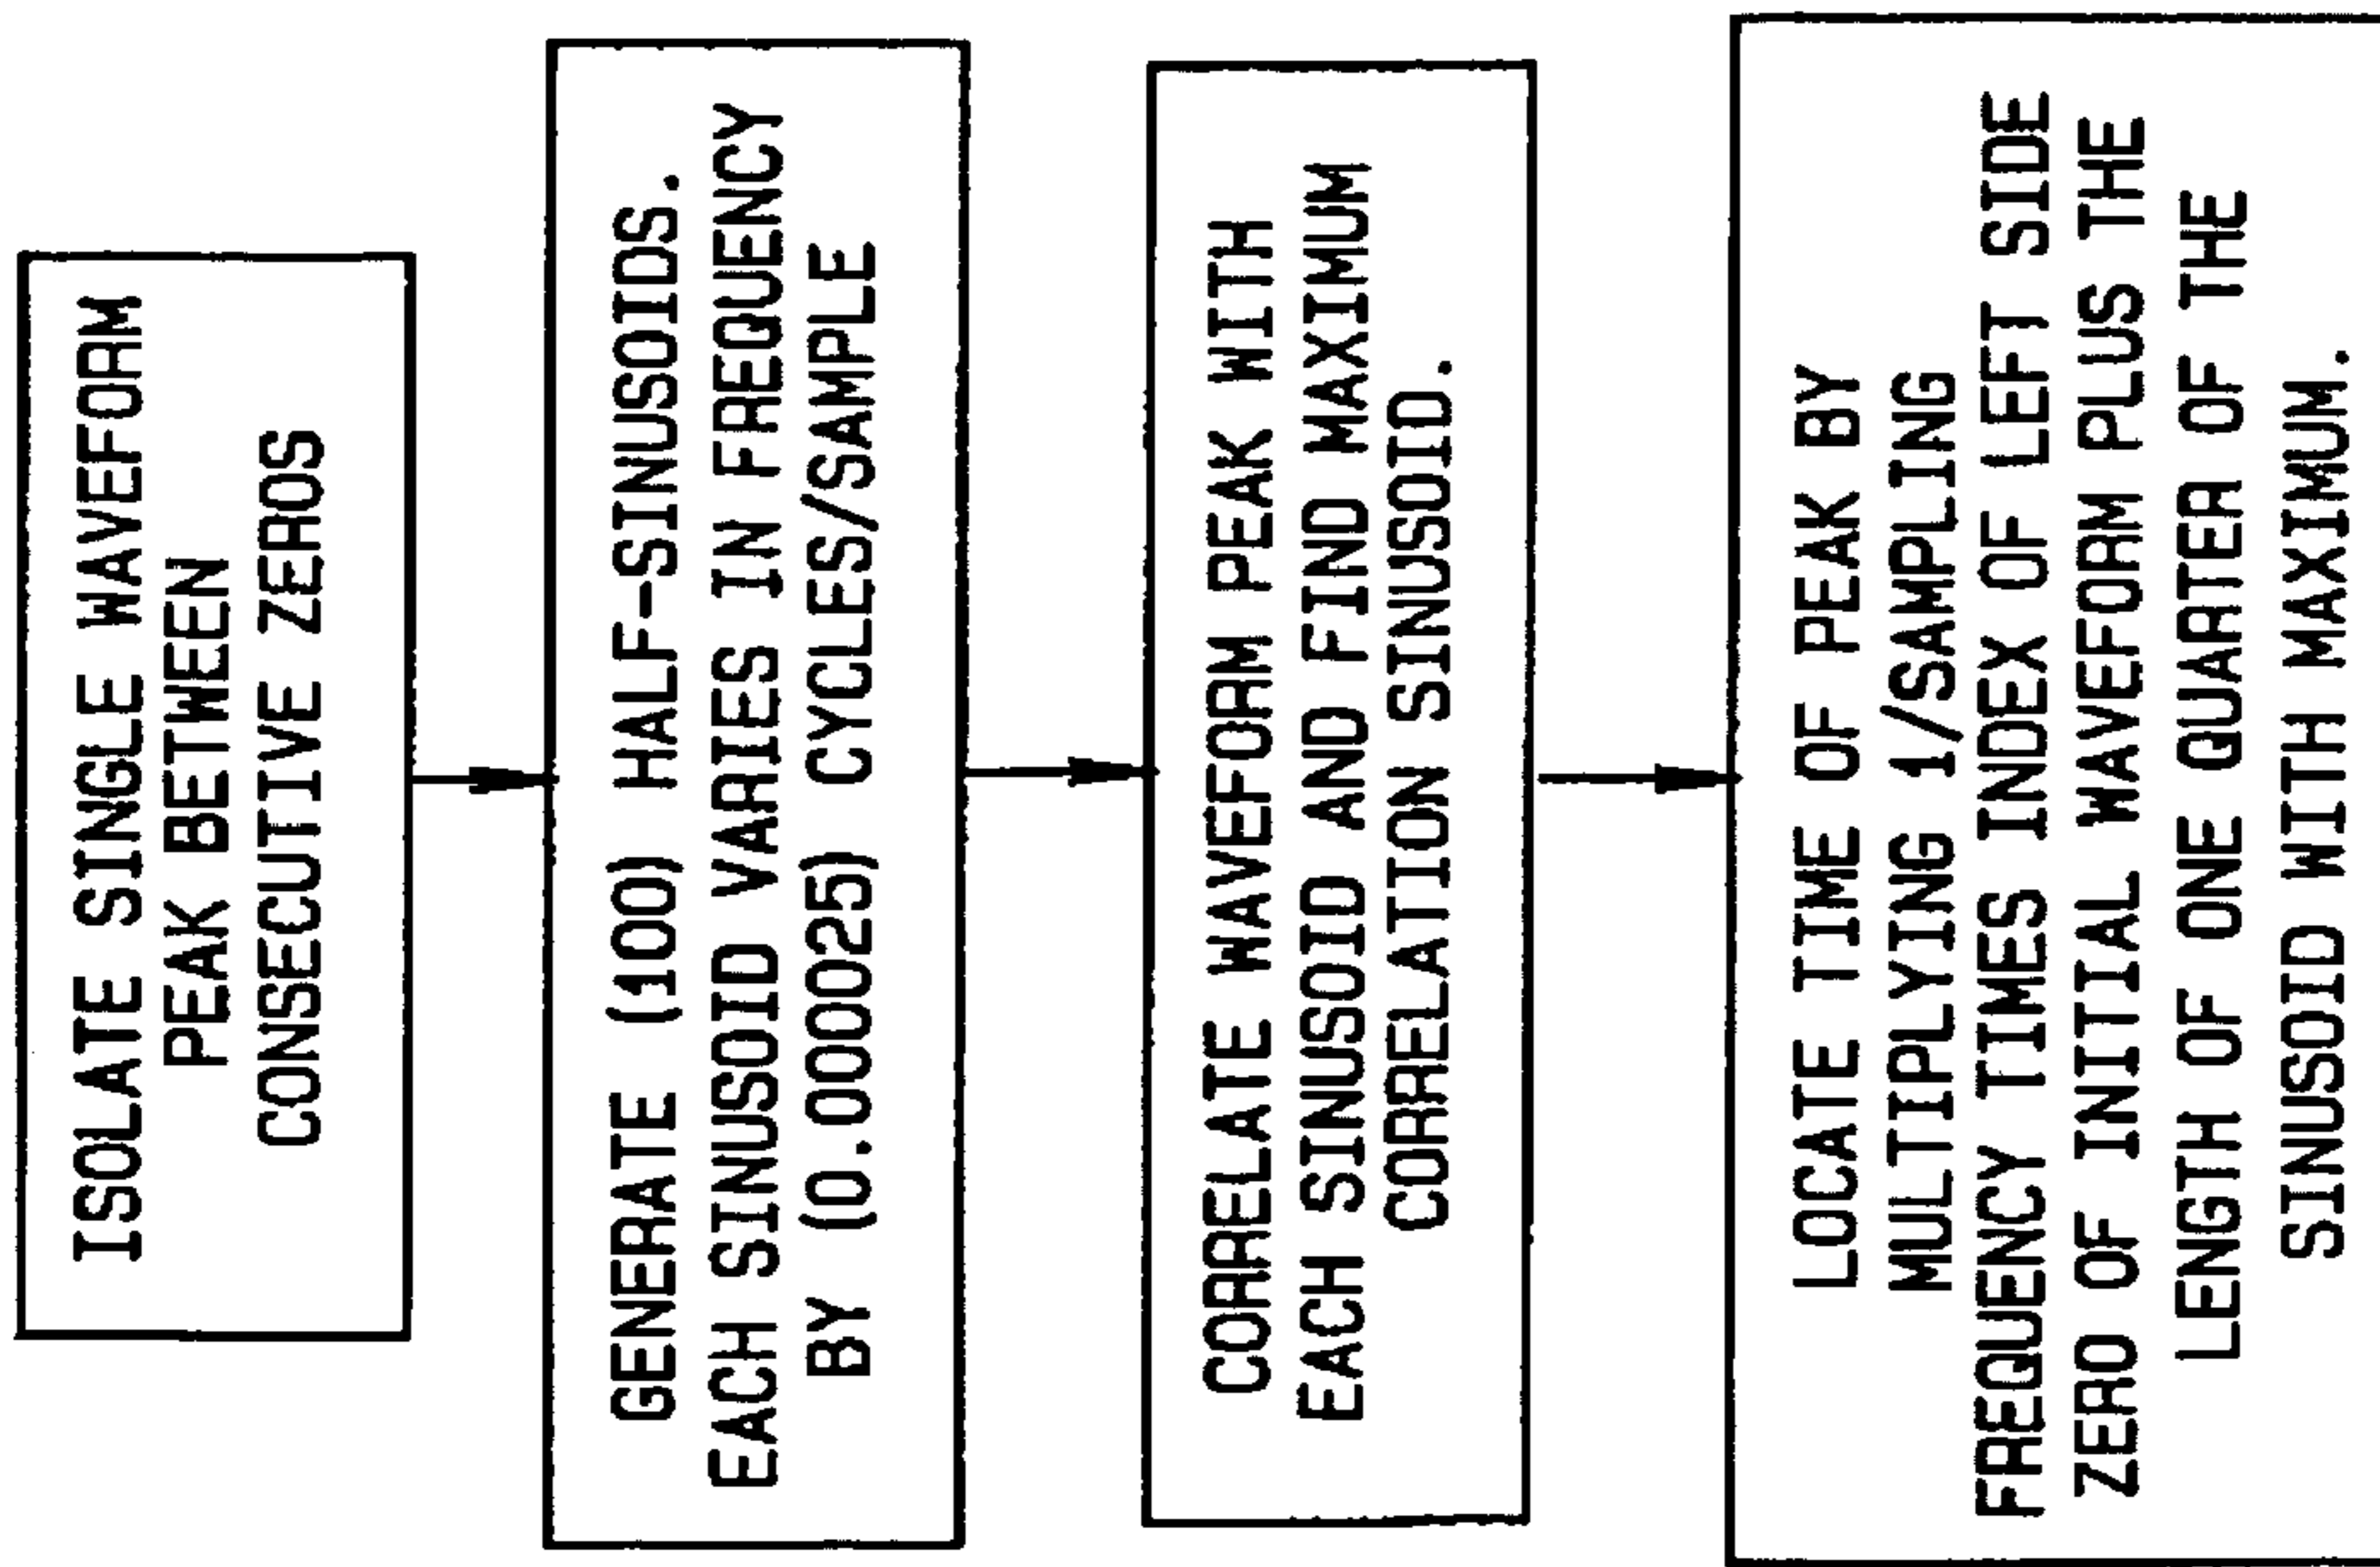 ISOLATE SINGLE WAVEFORM
PEAK BETWEEN
CONSECUTIVE ZEROS
GENERATE (100) HALF-SINUSOIDS.
EACH SINUSOID VARIES IN FREQUENCY
BY (0.000025) CYCLES/SAMPLE
CORRELATE WAVEFORM PEAK WITH
EACH SINUSOID AND FIND MAXIMUM
CORRELATION SINUSOID.
LOCATE TIME OF PEAK BY
MULTIPLYING 1/SAMPLING
FREQUENCY TIMES INDEX OF LEFT SIDE
ZERO OF INITIAL WAVEFORM PLUS THE
LENGTH OF ONE QUARTER OF THE
SINUSOID WITH MAXIMUM.